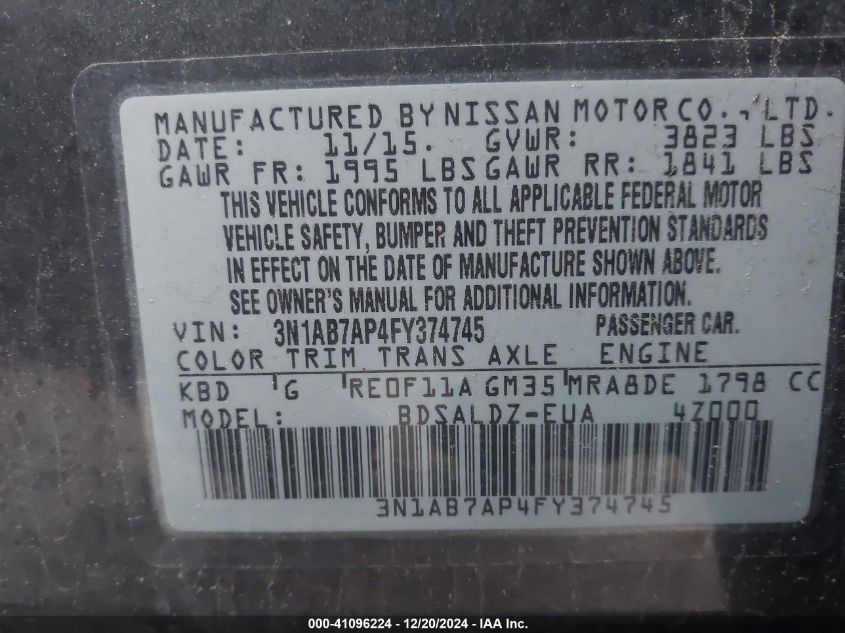 MANUFACTURED BY NISSAN MOTOR CO., LTD.
DATE: 11/15. GVWR: 3823 LBS
GAWR FR: 1995 LBS GAWR RR: 1841 LBS
THIS VEHICLE CONFORMS TO ALL APPLICABLE FEDERAL MOTOR
VEHICLE SAFETY, BUMPER AND THEFT PREVENTION STANDARDS
IN EFFECT ON THE DATE OF MANUFACTURE SHOWN ABOVE.
SEE OWNER'S MANUAL FOR ADDITIONAL INFORMATION.
VIN: 3N1AB7AP4FY374745 PASSENGER CAR.
COLOR TRIM TRANS AXLE ENGINE
KBD G RE0F11A GM35 MRA8DE 1798 CC
MODEL: BDSALDZ-EUA 4Z000
3N1AB7AP4FY374745
000-41096224 - 12/20/2024 - IAA Inc.